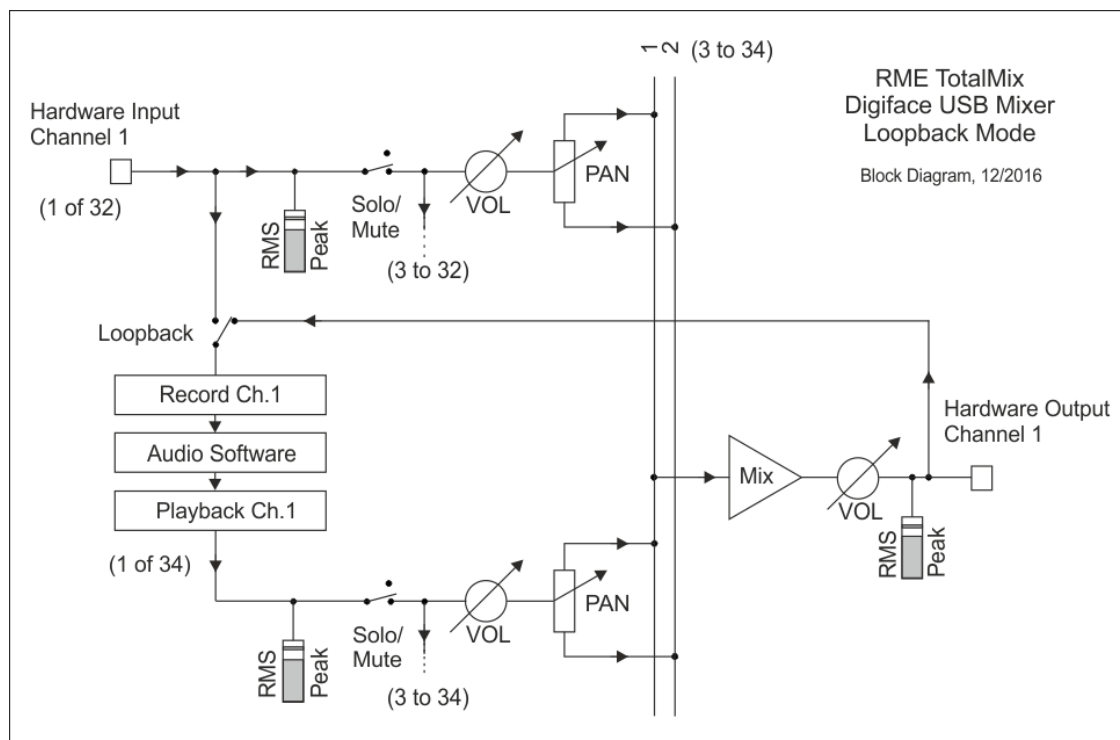 1
2
(3 to 34)
RME TotalMix
Digiface USB Mixer
Loopback Mode
Block Diagram, 12/2016
Hardware Input
Channel 1
(1 of 32)
RMS
Peak
Solo/
Mute
(3 to 32)
VOL
PAN
Loopback
Record Ch.1
Audio Software
Playback Ch.1
(1 of 34)
RMS
Peak
Solo/
Mute
(3 to 34)
VOL
PAN
Mix
VOL
RMS
Peak
Hardware Output
Channel 1